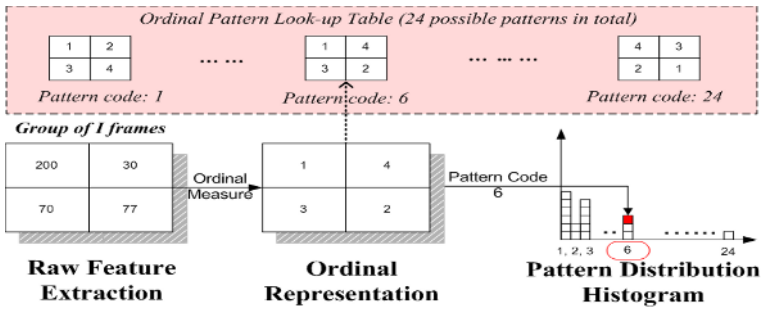 Ordinal Pattern Look-up Table (24 possible patterns in total)
1 2
3 4
Pattern code: 1
... ...
1 4
3 2
Pattern code: 6
... ... ...
4 3
2 1
Pattern code: 24
Group of I frames
200 30
70 77
Ordinal
Measure
1 4
3 2
Pattern Code
6
1, 2, 3 .. 6 ...... 24
Raw Feature
Extraction
Ordinal
Representation
Pattern Distribution
Histogram